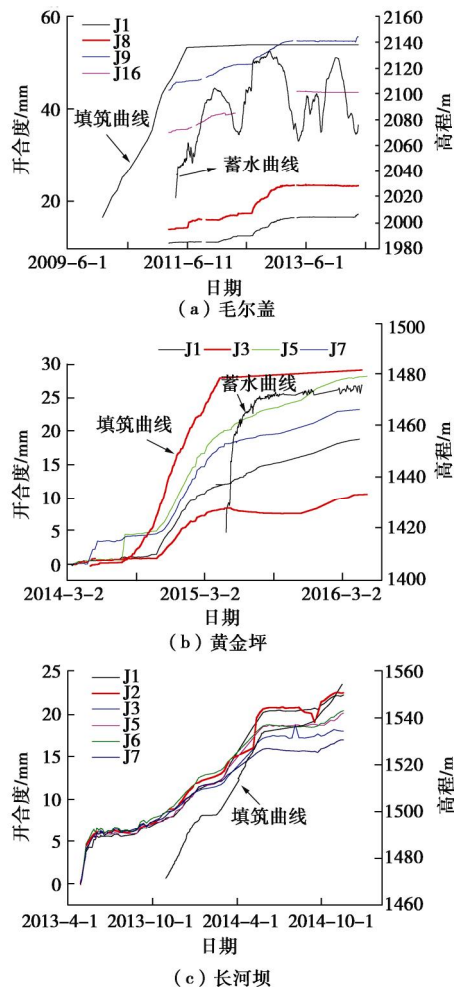 J1
J8
J9
J16
2160
2140
2120
2100
2080
2060
2040
2020
2000
1980
60
40
20
开合度/mm
高程/m
填筑曲线
蓄水曲线
2009-6-1
2011-6-11
2013-6-1
日期
(a)毛尔盖
J1
J3
J5
J7
1500
1480
1460
1440
1420
1400
30
25
20
15
10
5
0
开合度/mm
高程/m
蓄水曲线
填筑曲线
2014-3-2
2015-3-2
2016-3-2
日期
(b)黄金坪
J1
J2
J3
J5
J6
J7
25
20
15
10
5
0
1560
1540
1520
1500
1480
1460
开合度/mm
高程/m
填筑曲线
2013-4-1
2013-10-1
2014-4-1
2014-10-1
日期
(c)长河坝